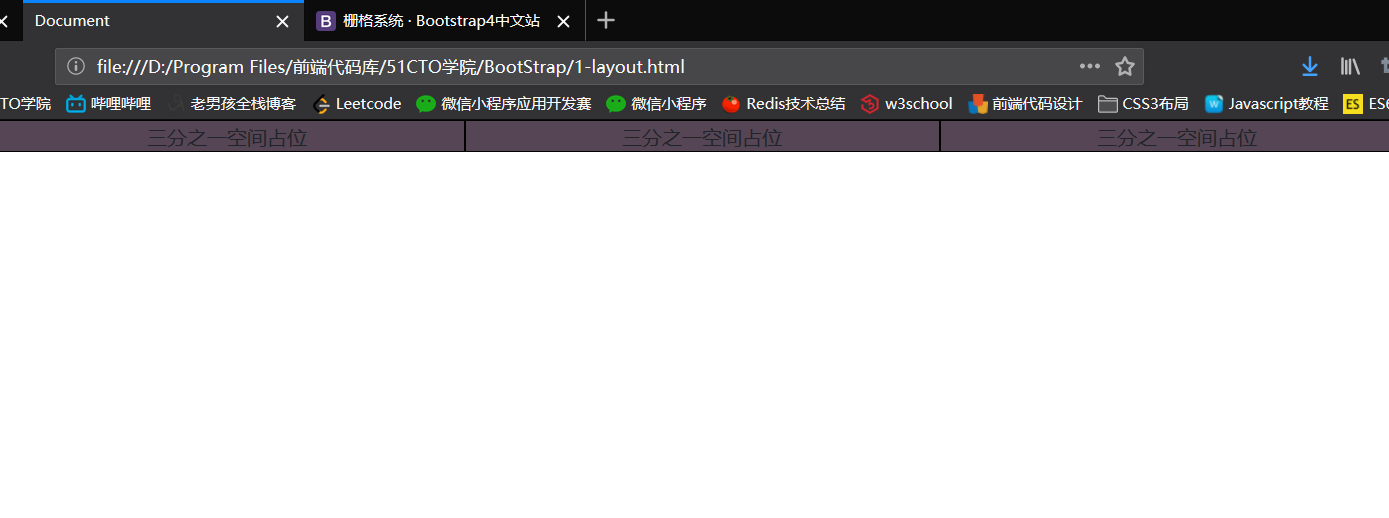 Document
B 栅格系统 · Bootstrap4中文站
file:///D:/Program Files/前端代码库/51CTO学院/BootStrap/1-layout.html
TO学院 哔哩哔哩 老男孩全栈博客 Leetcode 微信小程序应用开发赛 微信小程序 Redis技术总结 w3school 前端代码设计 CSS3布局 W Javascript教程 ES ES6
三分之一空间占位 三分之一空间占位 三分之一空间占位